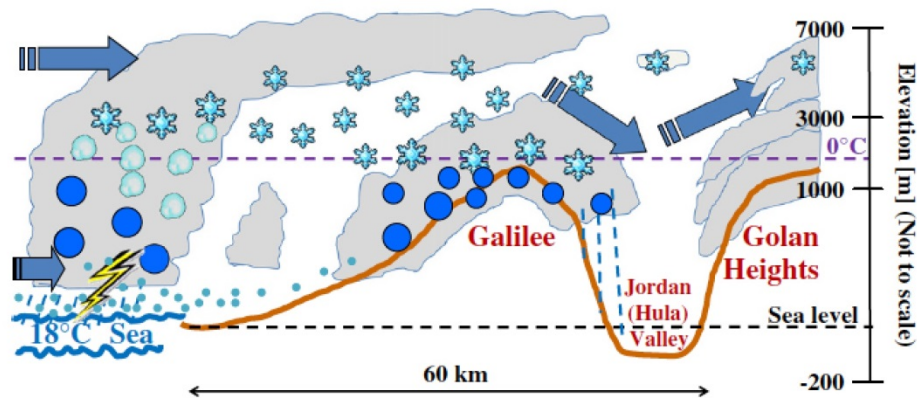 7000
3000
0°C
1000
Elevation [m] (Not to scale)
Galilee
Golan
Heights
Jordan
(Hula)
Valley
Sea level
18°C Sea
60 km
-200